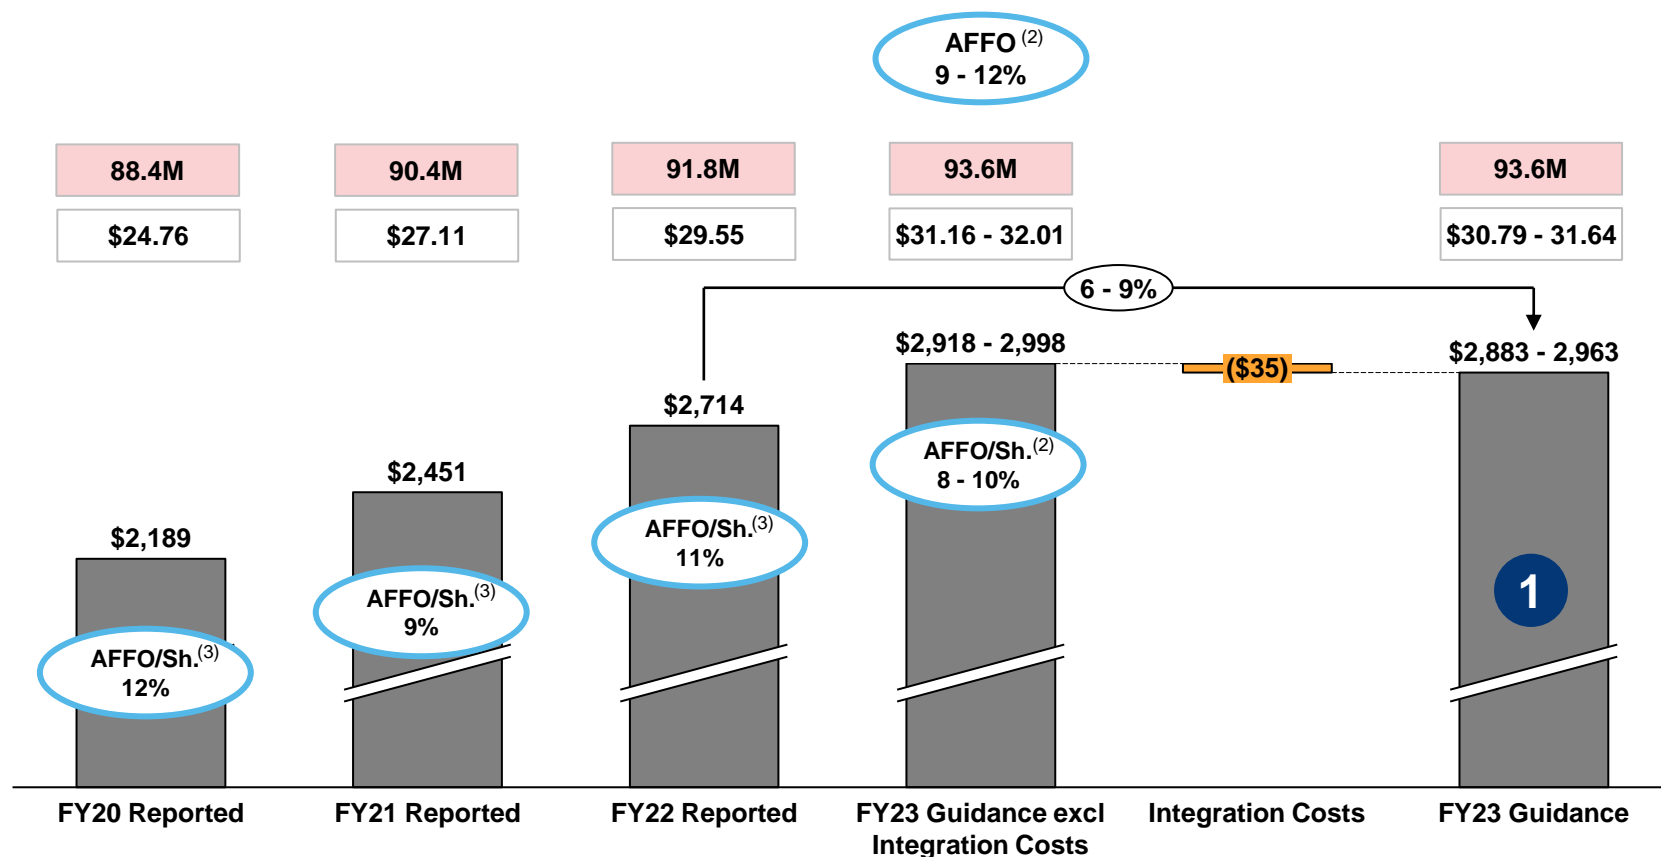 AFFO (2)
9 - 12%
88.4M
90.4M
91.8M
93.6M
93.6M
$24.76
$27.11
$29.55
$31.16 - 32.01
$30.79 - 31.64
6 - 9%
$2,918 - 2,998
($35)
$2,883 - 2,963
$2,714
AFFO/Sh.(2)
8 - 10%
$2,451
AFFO/Sh.(3)
11%
$2,189
AFFO/Sh.(3)
9%
1
AFFO/Sh.(3)
12%
FY20 Reported
FY21 Reported
FY22 Reported
FY23 Guidance excl
Integration Costs
Integration Costs
FY23 Guidance